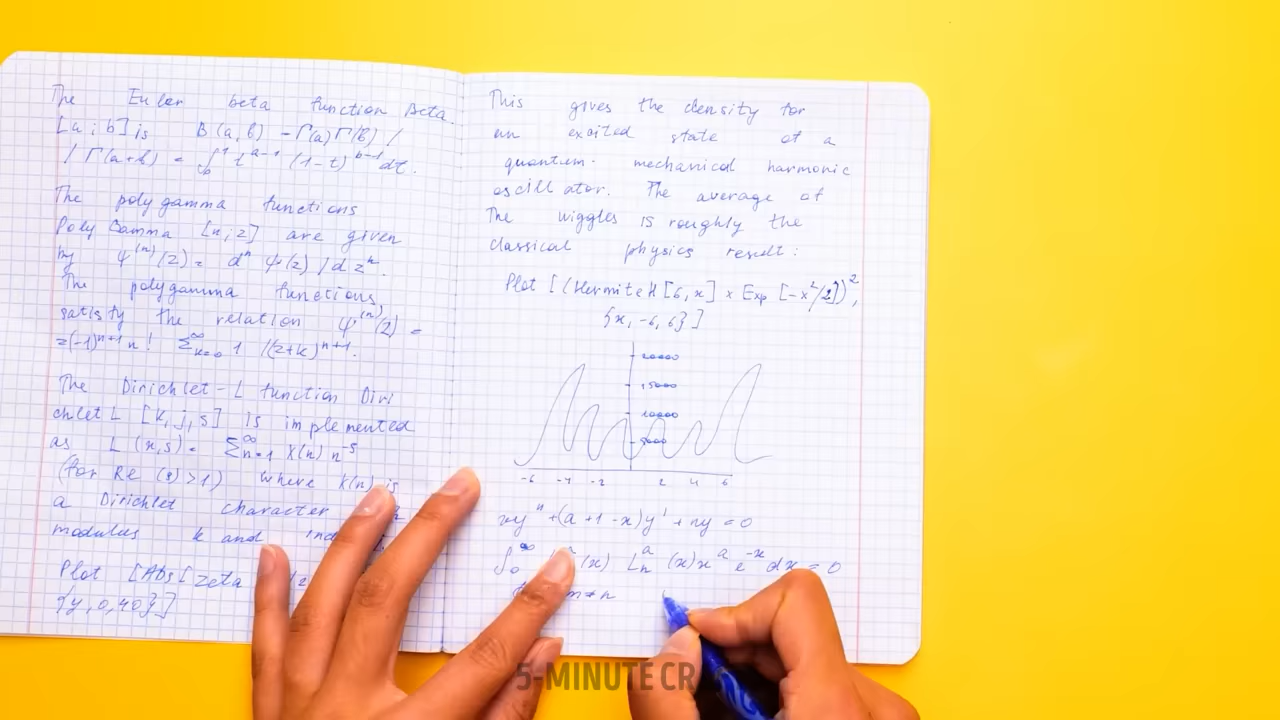 The Euler beta function Beta
[a; b] is B(a, b) - Γ(a)Γ(b) /
/ Γ(a+b) = ∫₀¹ t^(a-1) (1-t)^(b-1) dt.
The polygamma functions
Poly Gamma [n; z] are given
by ψ⁽ⁿ⁾(z) = dⁿ ψ(z) / d zⁿ.
The polygamma functions
satisfy the relation ψ⁽ⁿ⁾(z) =
=(-1)ⁿ⁺¹ n! Σ^∞_(k=0) 1 /(z+k)ⁿ⁺¹.
The Dirichlet-L function Diri
chlet L [k, j, s] is implemented
as L (x,s) = Σ^∞_(n=1) X(n) n^-s
(for Re (s) >1) where X(n) is
a Dirichlet character
modulus k and
Plot [Abs [zeta
{y, 0, 40}]
This gives the density for
an excited state of a
quantum- mechanical harmonic
oscillator. The average of
The wiggles is roughly the
classical physics result:
Plot [(HermiteH [6, x] × Exp [-x²/2])²,
{x, -6, 6}]
20000
15000
10000
5000
-6 -4 -2 2 4 6
xy" + (a + 1 - x)y' + ny = 0
∫₀^∞ (x) L_n^a (x) x^a e^-x dx = 0
m≠n
5-MINUTE